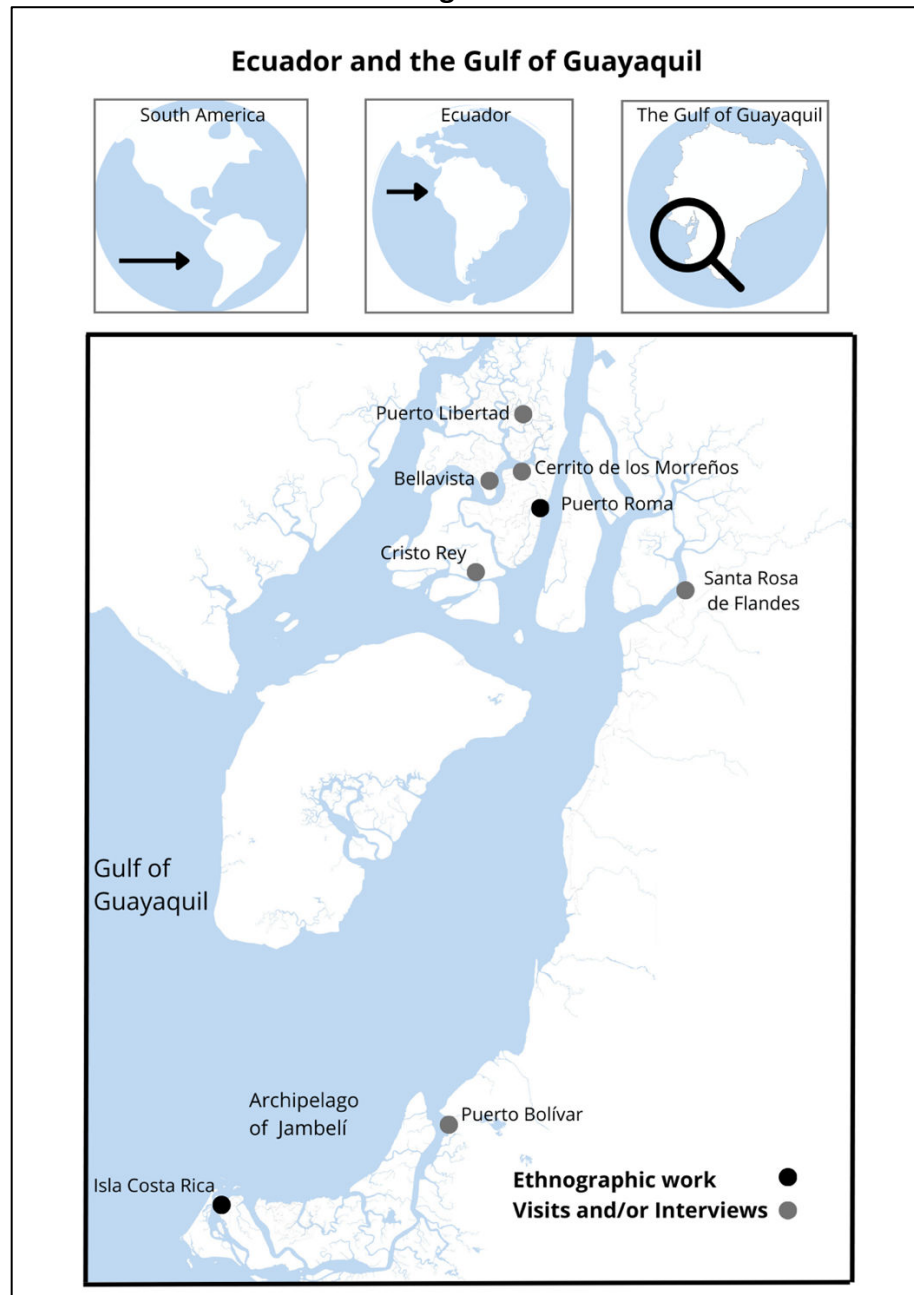 Ecuador and the Gulf of Guayaquil
South America
Ecuador
The Gulf of Guayaquil
Puerto Libertad
Cerrito de los Morreños
Bellavista
Puerto Roma
Cristo Rey
Santa Rosa
de Flandes
Gulf of
Guayaquil
Archipelago
of Jambelí
Puerto Bolívar
Isla Costa Rica
Ethnographic work
Visits and/or Interviews